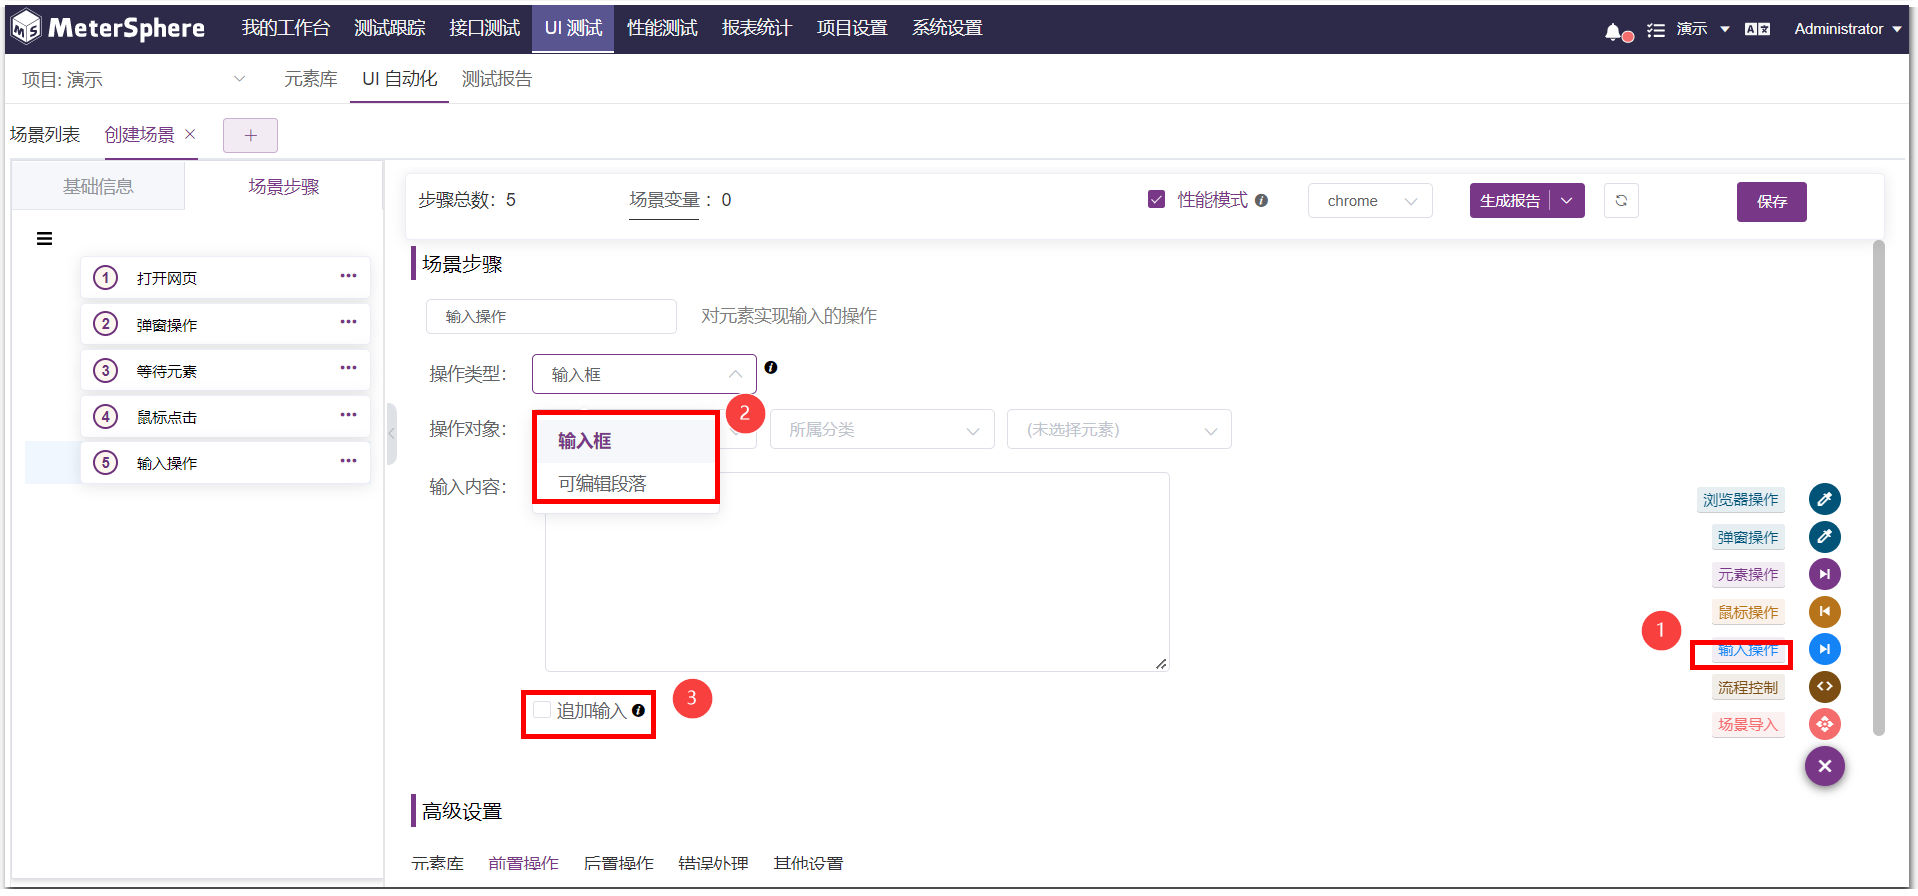 MeterSphere 我的工作台 测试跟踪 接口测试 UI 测试 性能测试 报表统计 项目设置 系统设置 演示 Administrator
项目: 演示 元素库 UI 自动化 测试报告
场景列表 创建场景 × +
基础信息 场景步骤
步骤总数：5 场景变量 ：0 性能模式 chrome 生成报告 保存
场景步骤
1 打开网页 •••
2 弹窗操作 •••
3 等待元素 •••
4 鼠标点击 •••
5 输入操作 •••
输入操作 对元素实现输入的操作
操作类型： 输入框
2
操作对象： 所属分类 (未选择元素)
输入框
可编辑段落
输入内容：
浏览器操作
弹窗操作
元素操作
鼠标操作
1
输入操作
流程控制
场景导入
追加输入
3
高级设置
元素库 前置操作 后置操作 错误处理 其他设置